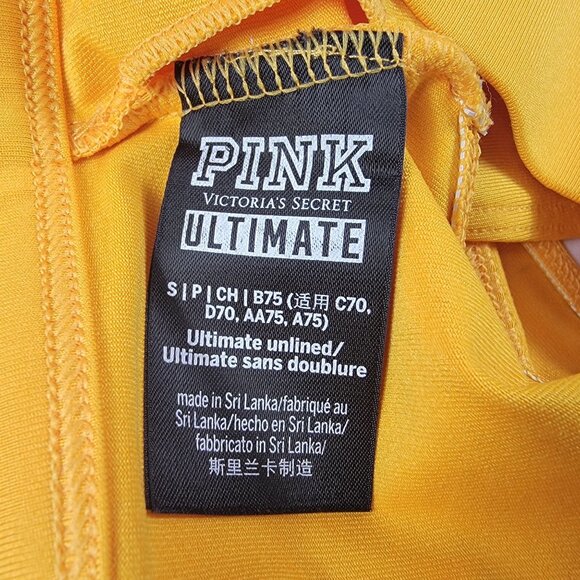 PINK
VICTORIA'S SECRET
ULTIMATE
S | P | CH | B75 (适用 C70,
D70, AA75, A75)
Ultimate unlined/
Ultimate sans doublure
made in Sri Lanka/fabriqué au
Sri Lanka/hecho en Sri Lanka/
fabbricato in Sri Lanka/
斯里兰卡制造